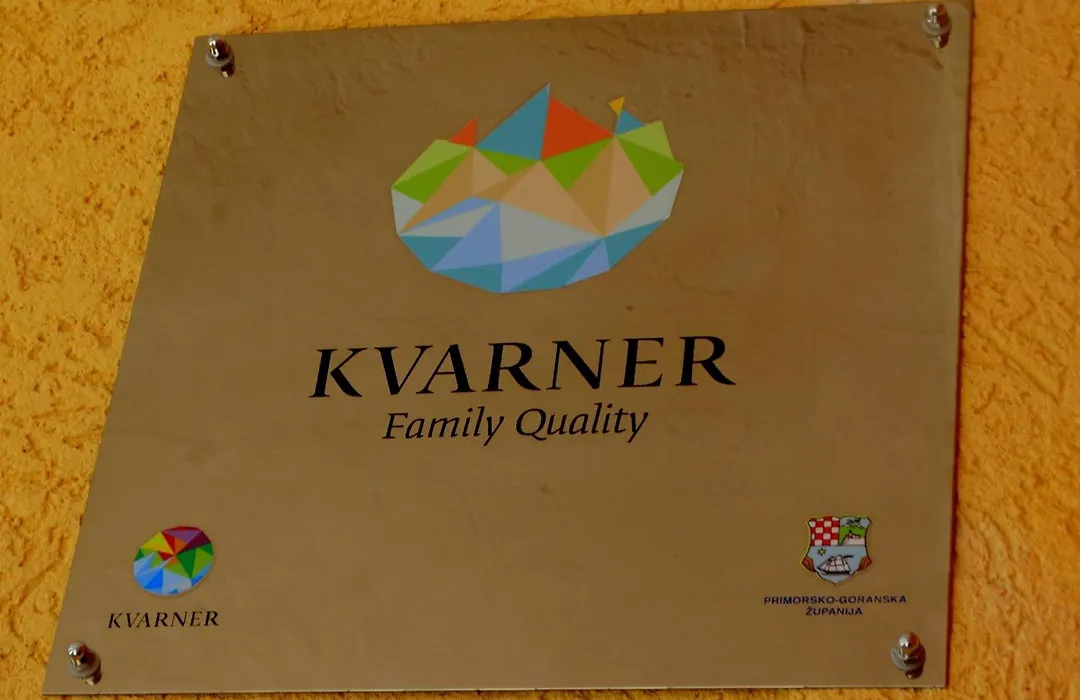 KVARNER
Family Quality
KVARNER
PRIMORSKO-GORANSKA
ŽUPANIJA